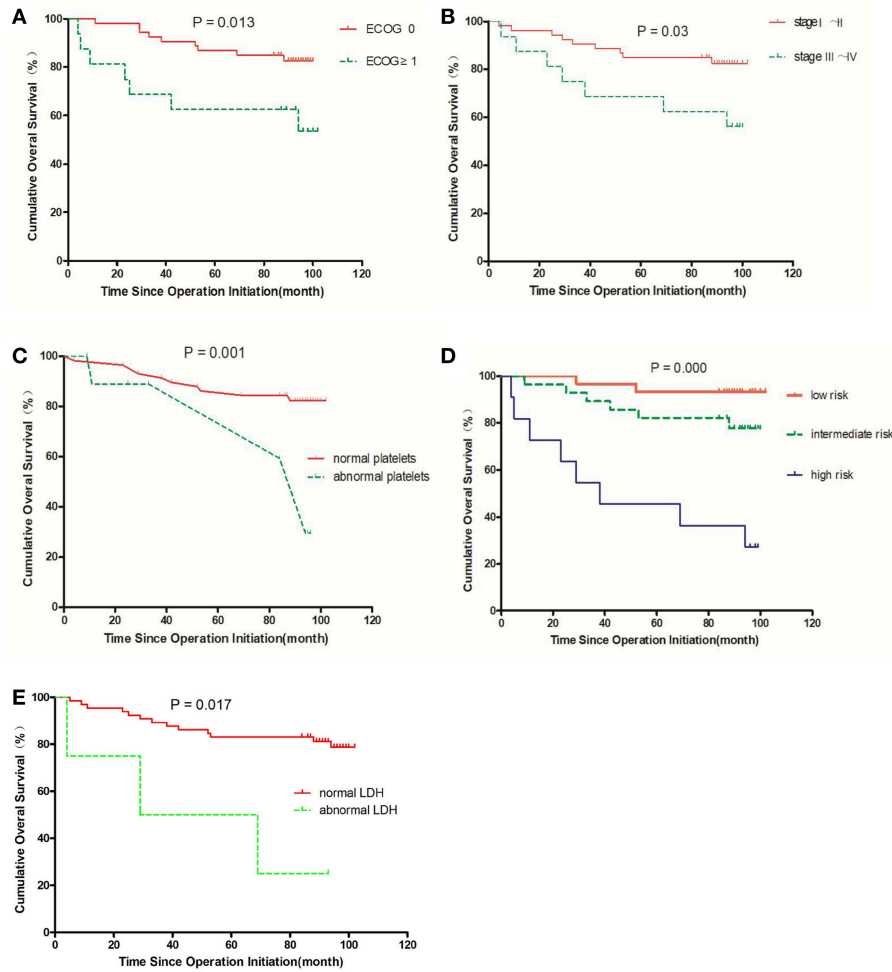 A
P = 0.013
ECOG 0
ECOG≥ 1
Cumulative Overal Survival (%)
100
80
60
40
20
0
0 20 40 60 80 100 120
Time Since Operation Initiation(month)
B
P = 0.03
stage I ~II
stage III ~IV
Cumulative Overal Survival (%)
100
80
60
40
20
0
0 20 40 60 80 100 120
Time Since Operation Initiation(month)
C
P = 0.001
normal platelets
abnormal platelets
Cumulative Overal Survival (%)
100
80
60
40
20
0
0 20 40 60 80 100 120
Time Since Operation Initiation(month)
D
P = 0.000
low risk
intermediate risk
high risk
Cumulative Overal Survival (%)
100
80
60
40
20
0
0 20 40 60 80 100 120
Time Since Operation Initiation(month)
E
P = 0.017
normal LDH
abnormal LDH
Cumulative Overal Survival (%)
100
80
60
40
20
0
0 20 40 60 80 100 120
Time Since Operation Initiation(month)